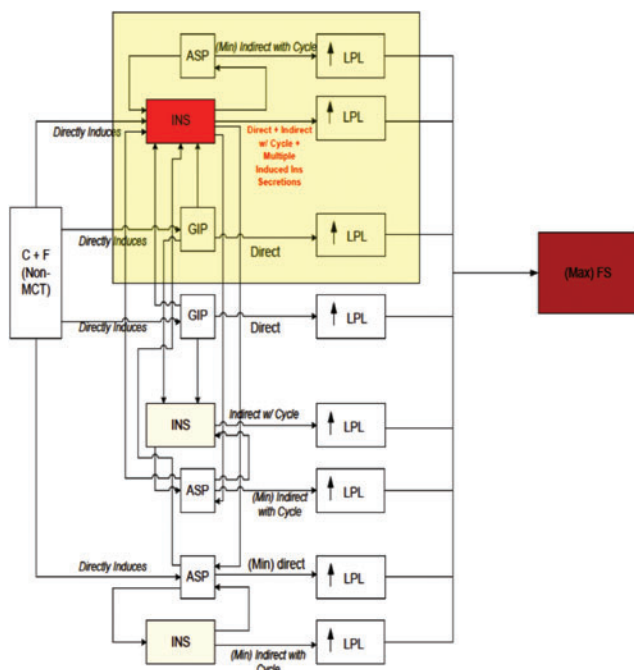 (Min) Indirect with Cycle
ASP
↑ LPL
INS
↑ LPL
Directly Induces
Direct + Indirect
w/ Cycle +
Multiple
Induced Ins
Secretions
C + F
(Non-
MCT)
GIP
↑ LPL
Directly Induces
Direct
(Max) FS
GIP
↑ LPL
Directly Induces
Direct
INS
Indirect w/ Cycle
↑ LPL
ASP
↑ LPL
(Min) Indirect
with Cycle
(Min) direct
Directly Induces
ASP
↑ LPL
INS
↑ LPL
(Min) Indirect with
Cycle